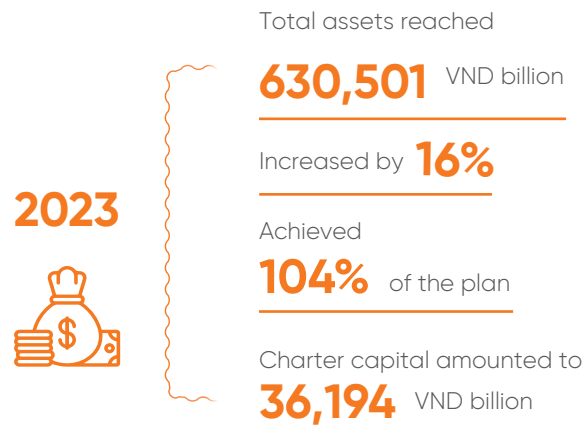 2023
$
Total assets reached
630,501 VND billion
Increased by 16%
Achieved
104% of the plan
Charter capital amounted to
36,194 VND billion